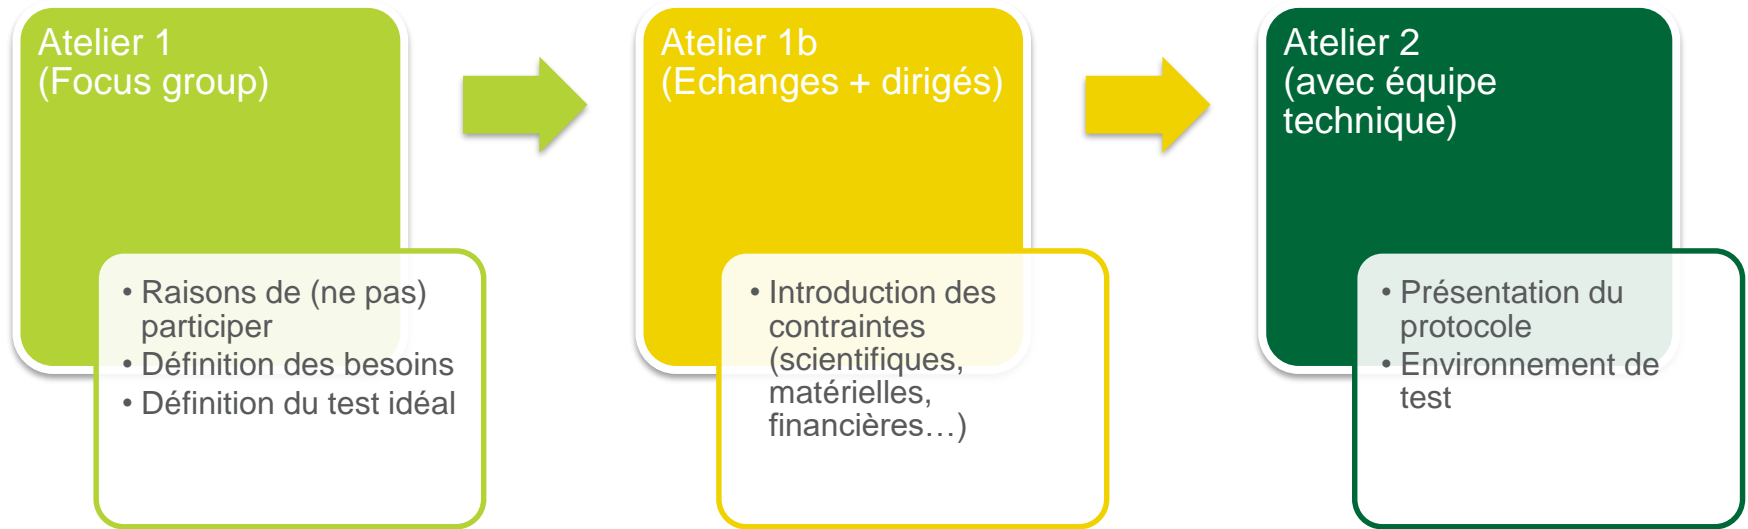 Atelier 1
(Focus group)
• Raisons de (ne pas)
participer
• Définition des besoins
• Définition du test idéal
Atelier 1b
(Echanges + dirigés)
• Introduction des
contraintes
(scientifiques,
matérielles,
financières…)
Atelier 2
(avec équipe
technique)
• Présentation du
protocole
• Environnement de
test